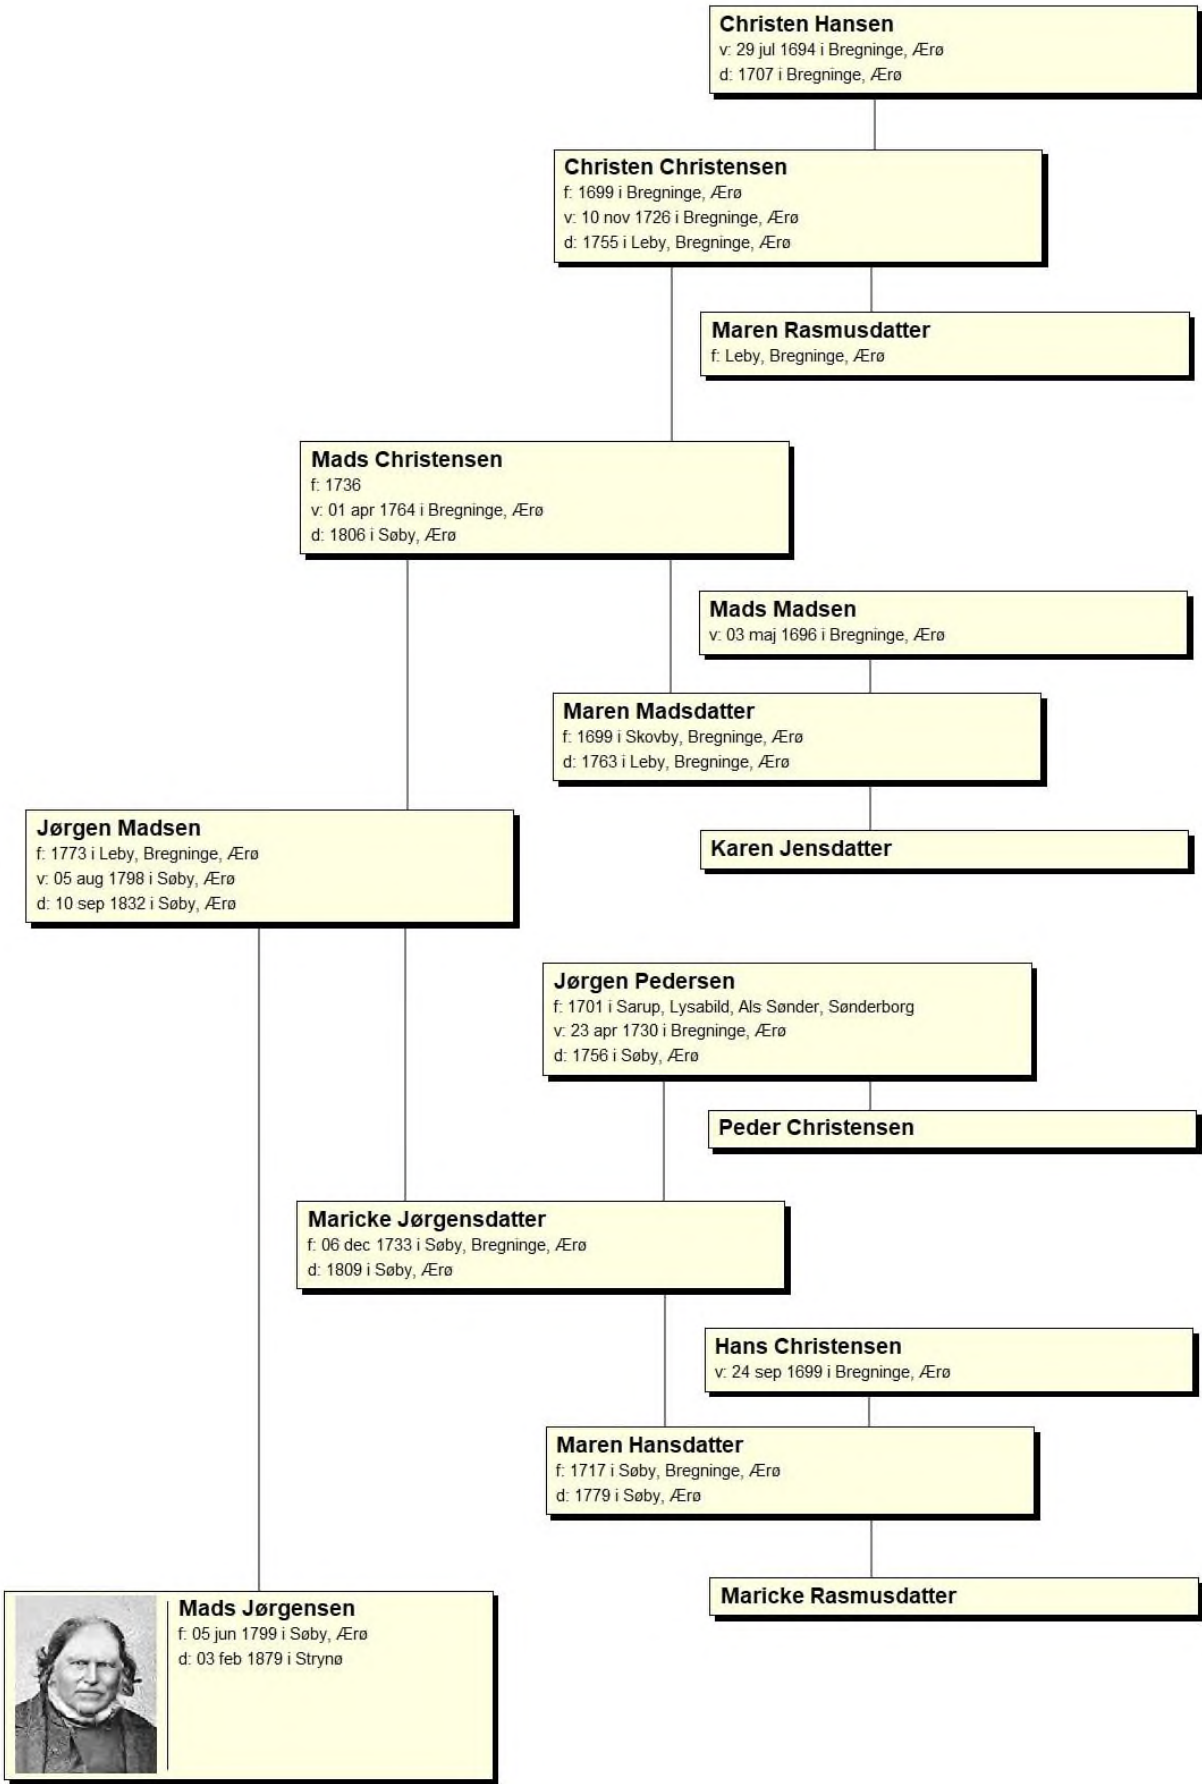 Christen Hansen
v: 29 jul 1694 i Bregninge, Ærø
d: 1707 i Bregninge, Ærø
Christen Christensen
f: 1699 i Bregninge, Ærø
v: 10 nov 1726 i Bregninge, Ærø
d: 1755 i Leby, Bregninge, Ærø
Maren Rasmusdatter
f: Leby, Bregninge, Ærø
Mads Christensen
f: 1736
v: 01 apr 1764 i Bregninge, Ærø
d: 1806 i Søby, Ærø
Mads Madsen
v: 03 maj 1696 i Bregninge, Ærø
Maren Madsdatter
f: 1699 i Skovby, Bregninge, Ærø
d: 1763 i Leby, Bregninge, Ærø
Jørgen Madsen
f: 1773 i Leby, Bregninge, Ærø
v: 05 aug 1798 i Søby, Ærø
d: 10 sep 1832 i Søby, Ærø
Karen Jensdatter
Jørgen Pedersen
f: 1701 i Sarup, Lysabild, Als Sønder, Sønderborg
v: 23 apr 1730 i Bregninge, Ærø
d: 1756 i Søby, Ærø
Peder Christensen
Maricke Jørgensdatter
f: 06 dec 1733 i Søby, Bregninge, Ærø
d: 1809 i Søby, Ærø
Hans Christensen
v: 24 sep 1699 i Bregninge, Ærø
Maren Hansdatter
f: 1717 i Søby, Bregninge, Ærø
d: 1779 i Søby, Ærø
Maricke Rasmusdatter
Mads Jørgensen
f: 05 jun 1799 i Søby, Ærø
d: 03 feb 1879 i Strynø